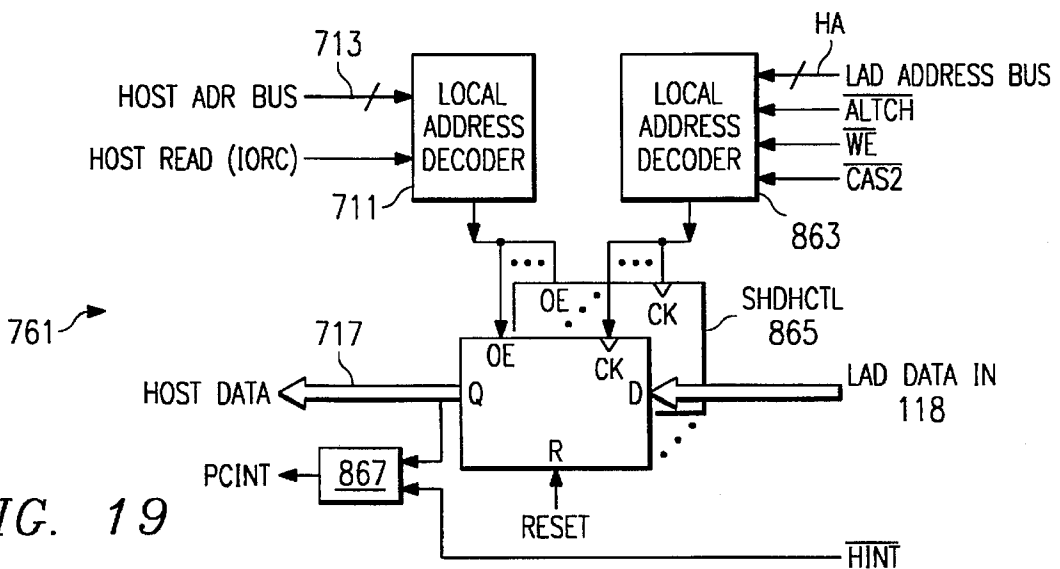 713
HA
HOST ADR BUS
HOST READ (IORC)
LOCAL
ADDRESS
DECODER
711
LOCAL
ADDRESS
DECODER
863
LAD ADDRESS BUS
ALTCH
WE
CAS2
OE
CK
SHDHCTL
865
761
717
OE
CK
HOST DATA
Q
D
LAD DATA IN
118
R
PCINT
867
RESET
HINT
IG. 19